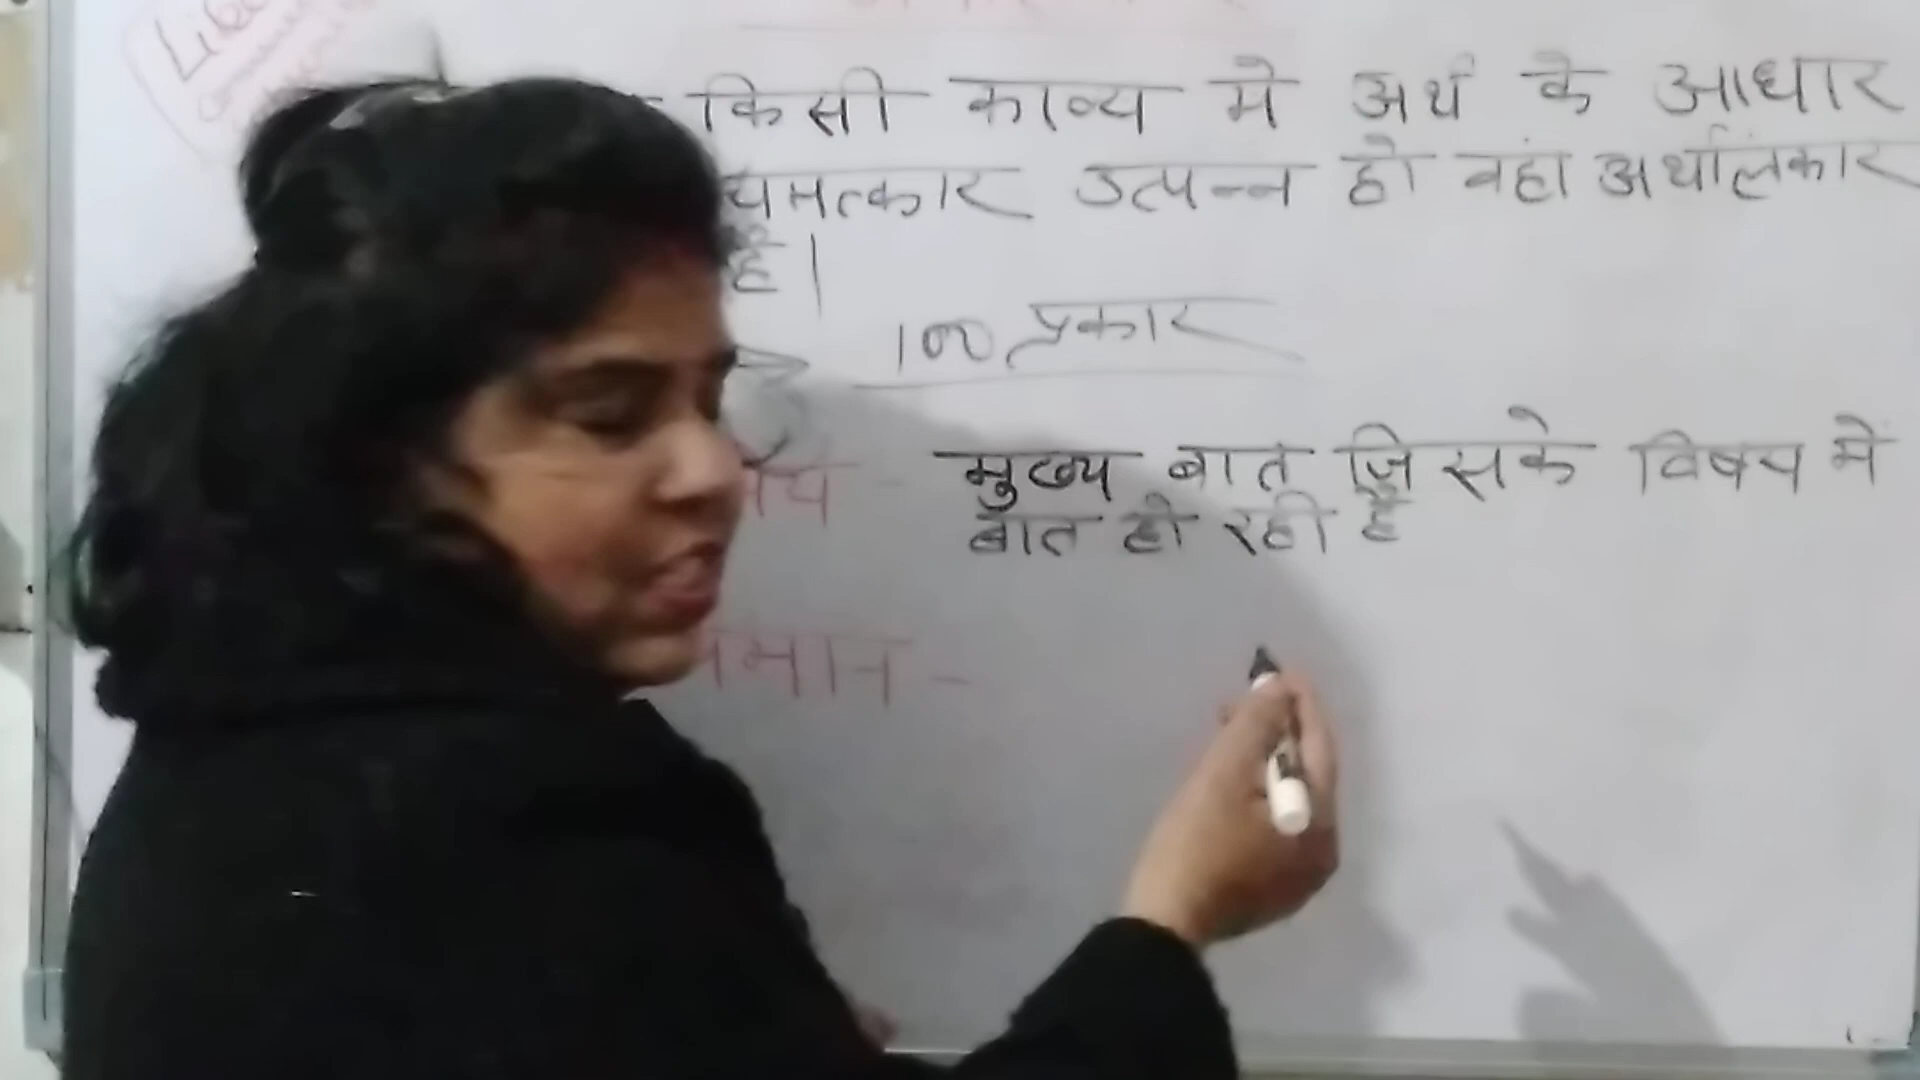 किसी काव्य मे अर्थ के आधार
चमत्कार उत्पन्न हो वहां अर्थालंकार
है।
100 प्रकार
मुख्य बात जिसके विषय में
बात हो रही है
मान -